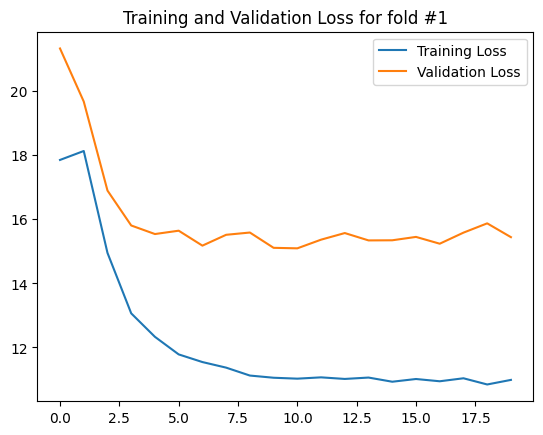 Training and Validation Loss for fold #1
Training Loss
Validation Loss
20
18
16
14
12
0.0 2.5 5.0 7.5 10.0 12.5 15.0 17.5